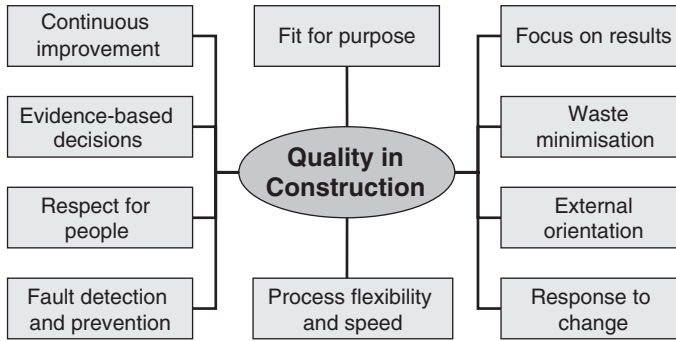 Continuous
improvement
Fit for purpose
Focus on results
Evidence-based
decisions
Waste
minimisation
Quality in
Construction
Respect for
people
External
orientation
Fault detection
and prevention
Process flexibility
and speed
Response to
change